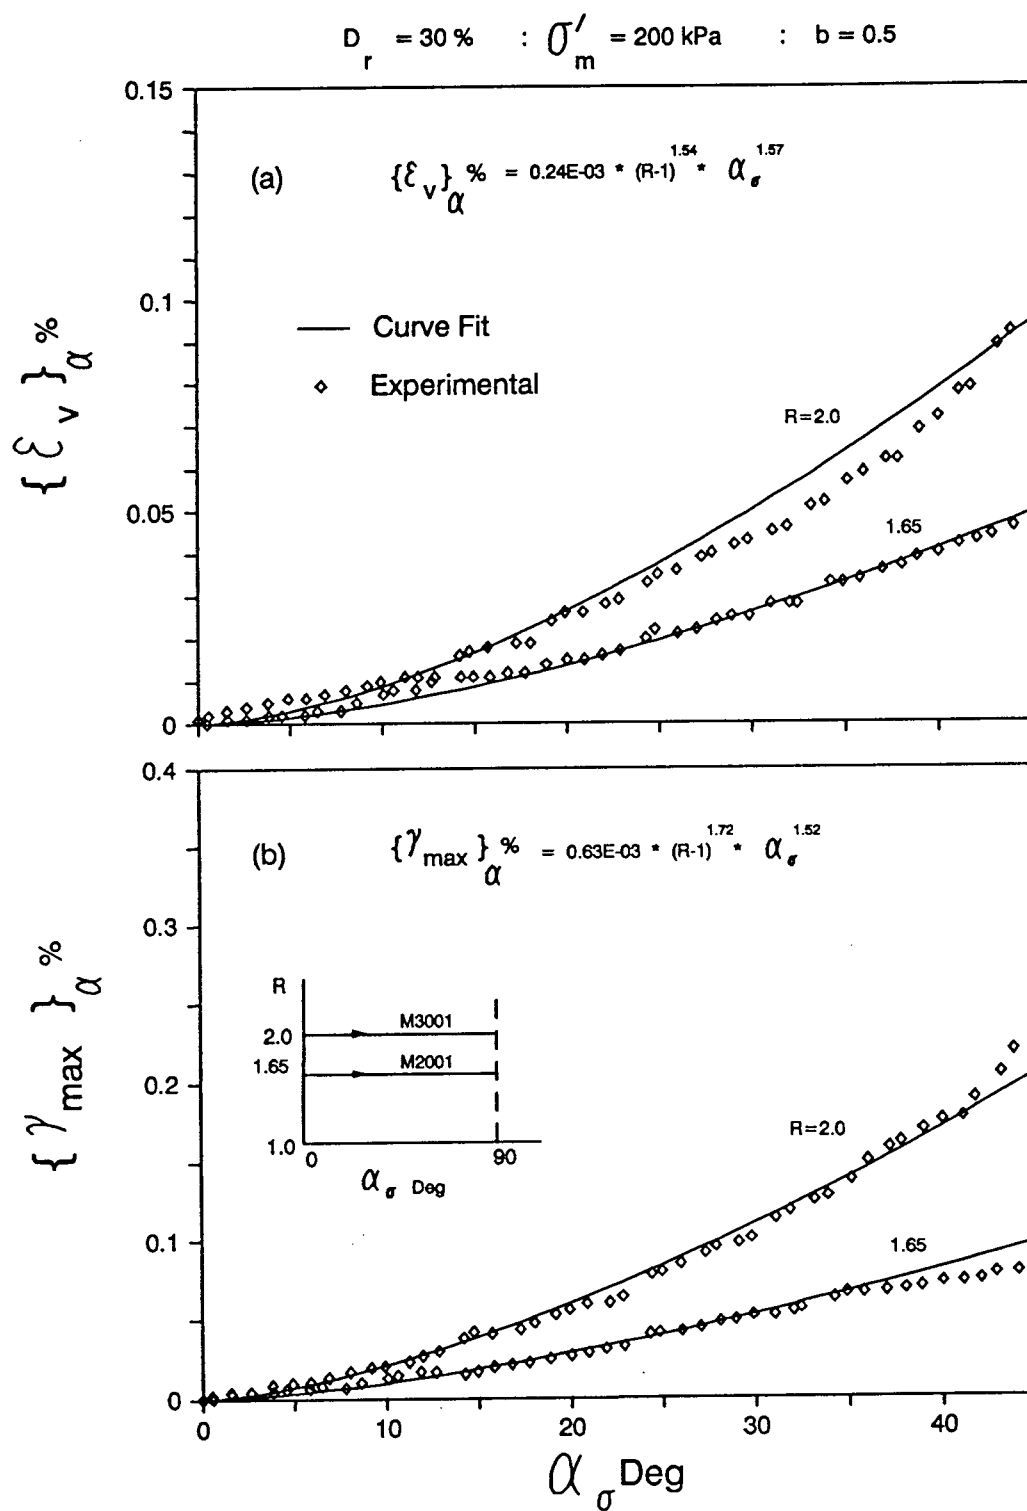 D_r = 30 % : σ'_m = 200 kPa : b = 0.5
0.15
(a) {ε_v}_α % = 0.24E-03 * (R-1)^1.54 * α_σ^1.57
0.1
— Curve Fit
◇ Experimental
{ε_v}_α %
R=2.0
0.05
1.65
0
0.4
(b) {γ_max}_α % = 0.63E-03 * (R-1)^1.72 * α_σ^1.52
0.3
{γ_max}_α %
R
2.0 M3001
1.65 M2001
1.0
0 90
α_σ Deg
0.2
R=2.0
0.1
1.65
0
0 10 20 30 40
α_σ Deg